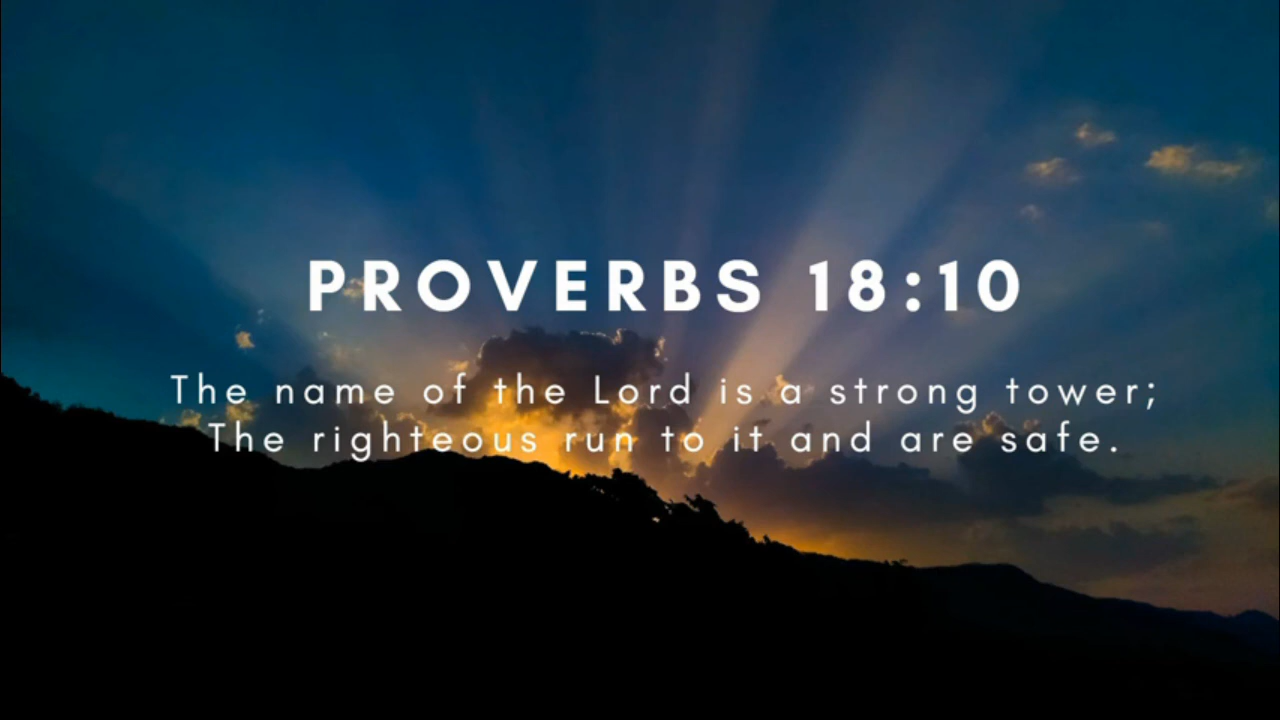 PROVERBS 18:10
The name of the Lord is a strong tower;
The righteous run to it and are safe.